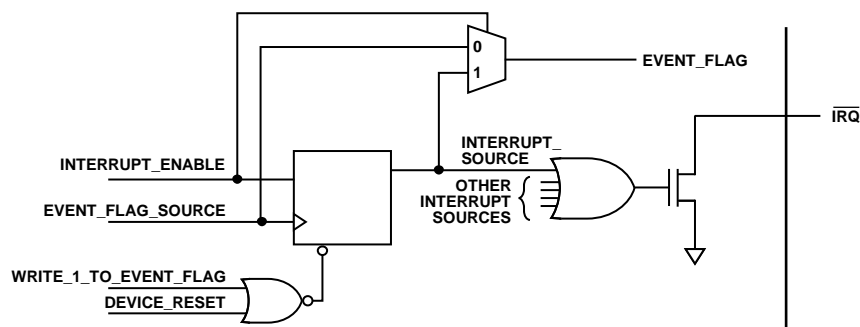 0
1
EVENT_FLAG
IRQ
INTERRUPT_ENABLE
INTERRUPT_
SOURCE
OTHER
INTERRUPT
SOURCES
EVENT_FLAG_SOURCE
WRITE_1_TO_EVENT_FLAG
DEVICE_RESET